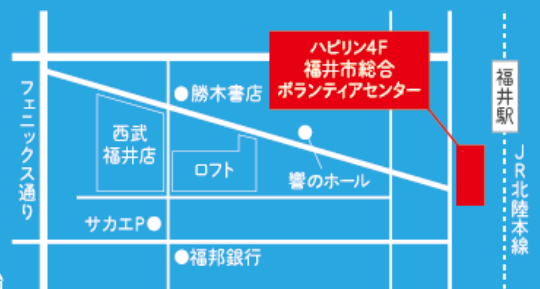 ハピリン4F
福井市総合
ボランティアセンター
福井駅
JR北陸本線
フェニックス通り
勝木書店
西武
福井店
ロフト
響のホール
サカエP
福邦銀行